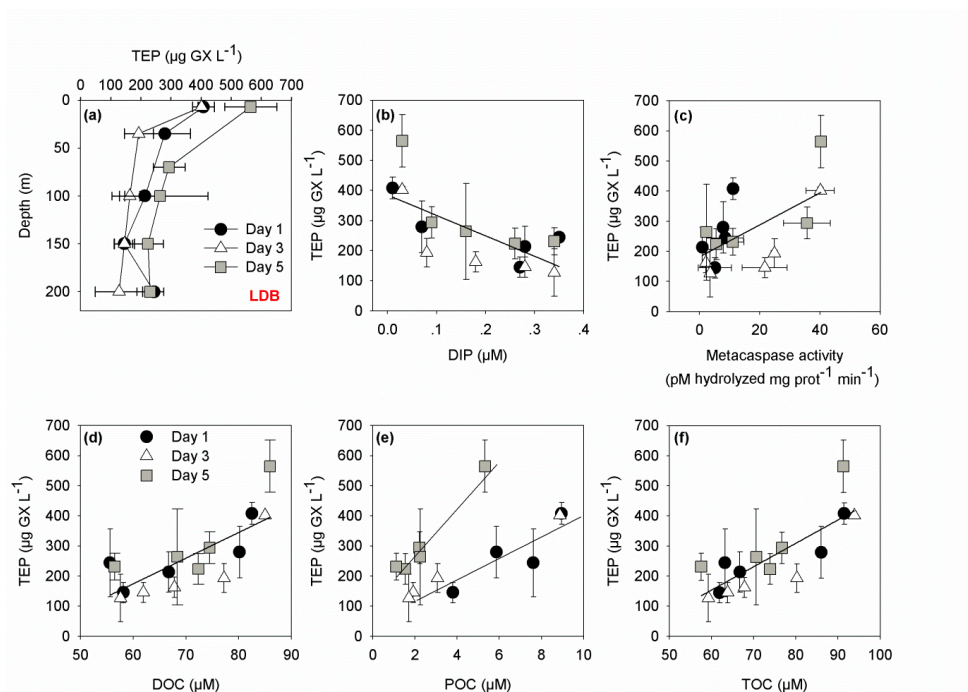 TEP (µg GX L-1)
0 100 200 300 400 500 600 700
(a)
0
50
100
150
200
Depth (m)
Day 1
Day 3
Day 5
LDB
(b)
700
600
500
400
300
200
100
0
TEP (µg GX L-1)
0.0 .1 .2 .3 .4
DIP (µM)
(c)
700
600
500
400
300
200
100
0
TEP (µg GX L-1)
0 20 40 60
Metacaspase activity
(pM hydrolyzed mg prot-1 min-1)
(d)
Day 1
Day 3
Day 5
700
600
500
400
300
200
100
0
TEP (µg GX L-1)
50 60 70 80 90
DOC (µM)
(e)
700
600
500
400
300
200
100
0
TEP (µg GX L-1)
0 2 4 6 8 10
POC (µM)
(f)
700
600
500
400
300
200
100
0
TEP (µg GX L-1)
50 60 70 80 90 100
TOC (µM)